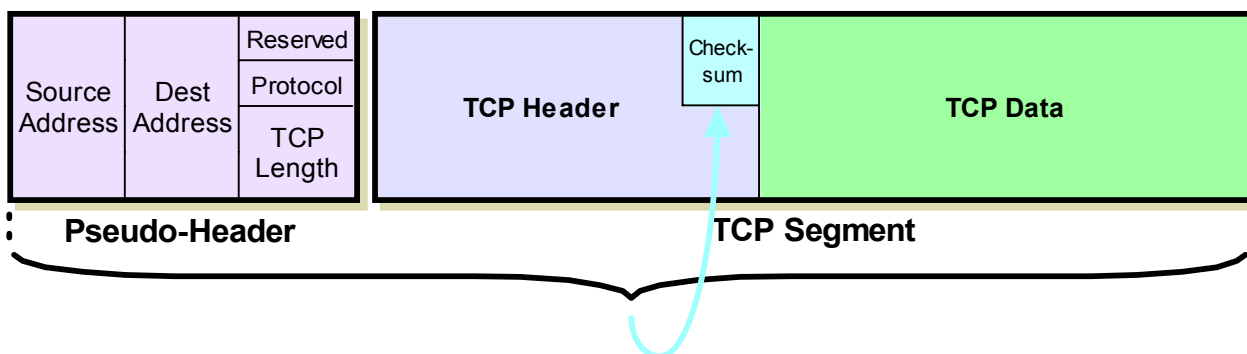 Source
Address
Dest
Address
Reserved
Protocol
TCP
Length
TCP Header
Check-
sum
TCP Data
Pseudo-Header
TCP Segment